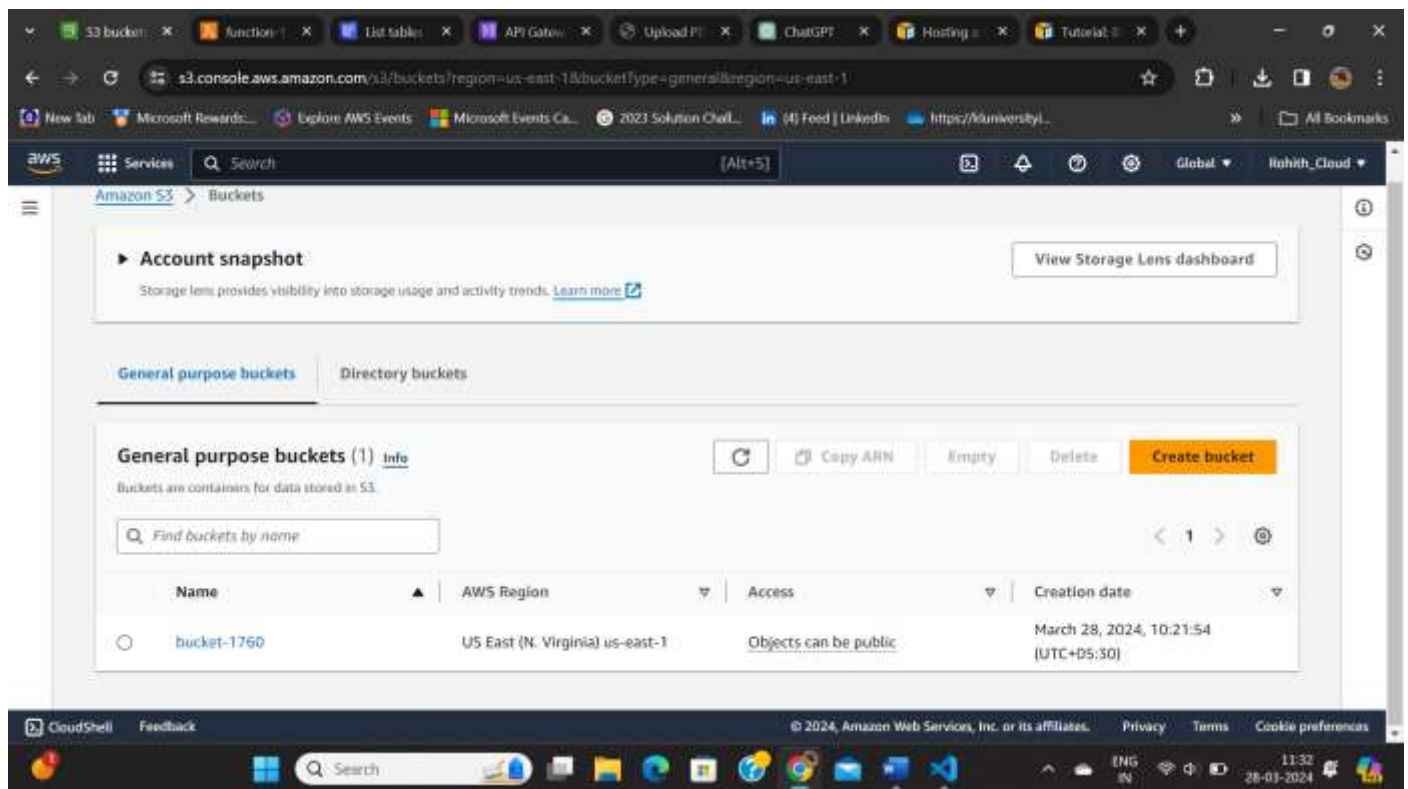 S3 bucket
function-1
List tables
API Gatew
Upload Pr
ChatGPT
Hosting a
Tutorial:
s3.console.aws.amazon.com/s3/buckets?region=us-east-1&bucketType=general&region=us-east-1
New tab
Microsoft Rewards:...
Explore AWS Events
Microsoft Events Ca...
2023 Solution Chall...
(4) Feed | LinkedIn
https://kluniversityi...
»
All Bookmarks
aws
Services
Search
[Alt+S]
Global
Rohith_Cloud
Amazon S3 > Buckets
Account snapshot
View Storage Lens dashboard
Storage lens provides visibility into storage usage and activity trends. Learn more
General purpose buckets
Directory buckets
General purpose buckets (1) Info
Copy ARN
Empty
Delete
Create bucket
Buckets are containers for data stored in S3.
Find buckets by name
< 1 >
Name
AWS Region
Access
Creation date
bucket-1760
US East (N. Virginia) us-east-1
Objects can be public
March 28, 2024, 10:21:54
(UTC+05:30)
CloudShell
Feedback
© 2024, Amazon Web Services, Inc. or its affiliates.
Privacy
Terms
Cookie preferences
Search
ENG
IN
11:32
28-03-2024